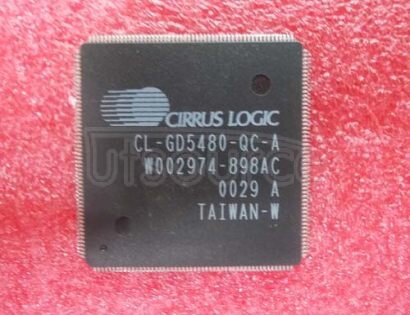 CIRRUS LOGIC
CL-GD5480-QC-A
W002974-898AC
0029 A
TAIWAN-W